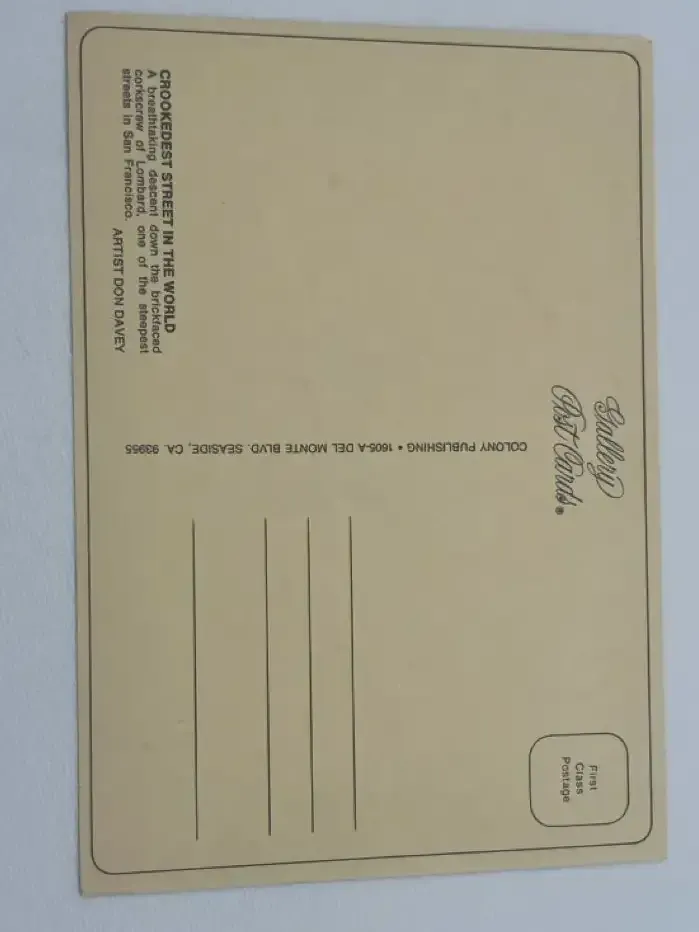 Gallery
Post Cards®
First
Class
Postage
COLONY PUBLISHING • 1605-A DEL MONTE BLVD. SEASIDE, CA. 93955
CROOKEDEST STREET IN THE WORLD
A breathtaking descent down the brickfaced
corkscrew of Lombard, one of the steepest
streets in San Francisco.
ARTIST DON DAVEY